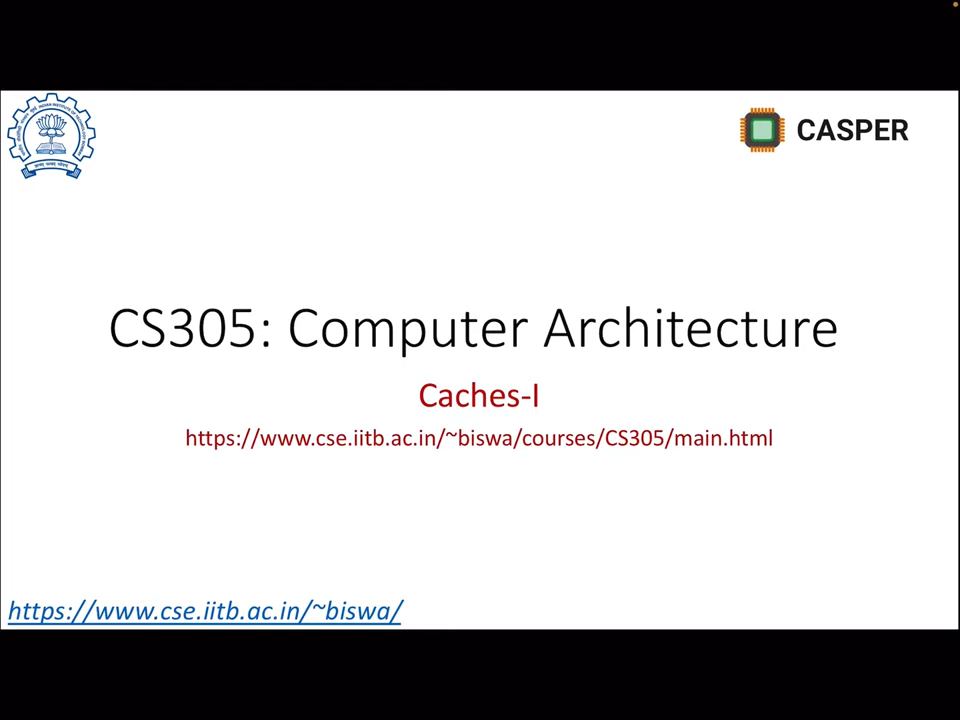 CASPER
CS305: Computer Architecture
Caches-I
https://www.cse.iitb.ac.in/~biswa/courses/CS305/main.html
https://www.cse.iitb.ac.in/~biswa/